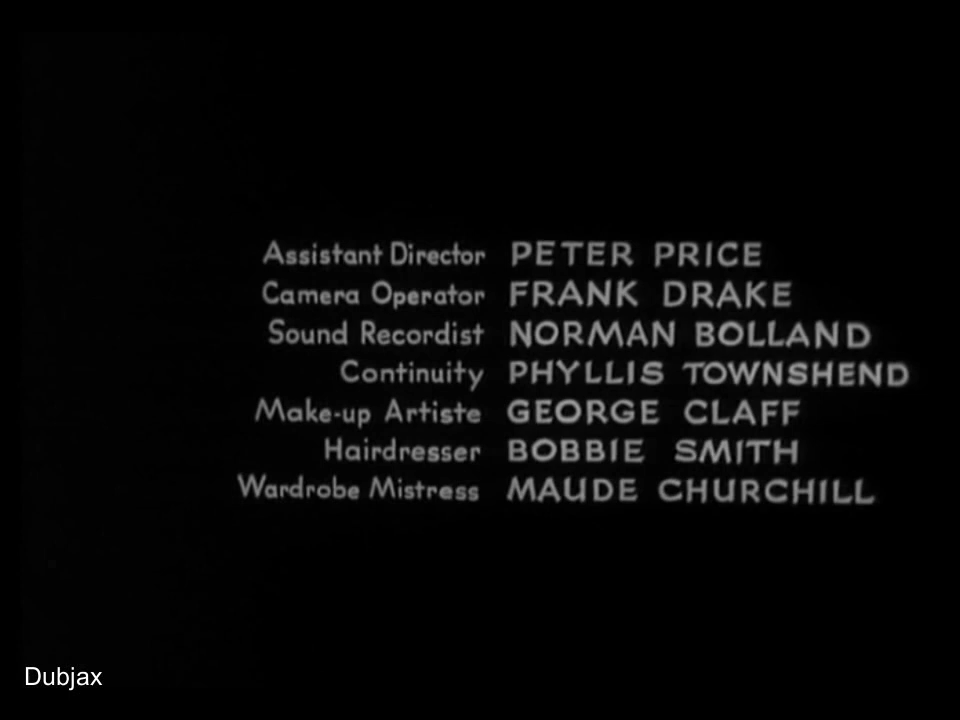 Assistant Director PETER PRICE
Camera Operator FRANK DRAKE
Sound Recordist NORMAN BOLLAND
Continuity PHYLLIS TOWNSHEND
Make-up Artiste GEORGE CLAFF
Hairdresser BOBBIE SMITH
Wardrobe Mistress MAUDE CHURCHILL
Dubjax